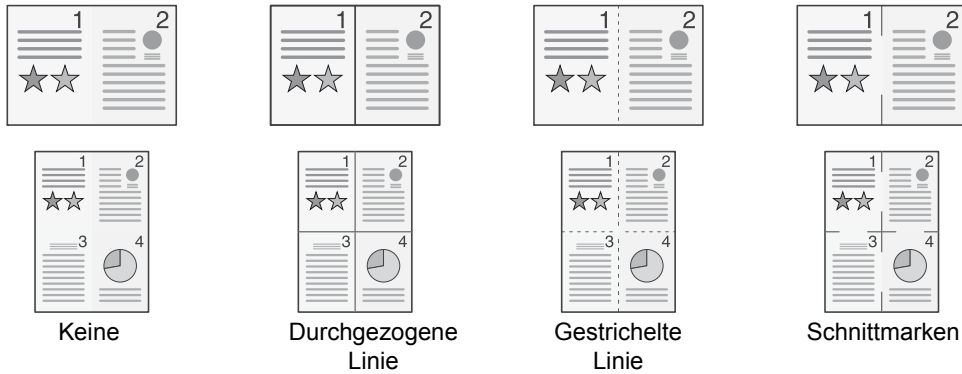 1 2 1 2 1 2 1 2
1 2 1 2 1 2 1 2
3 4 3 4 3 4 3 4
Keine
Durchgezogene
Linie
Gestrichelte
Linie
Schnittmarken